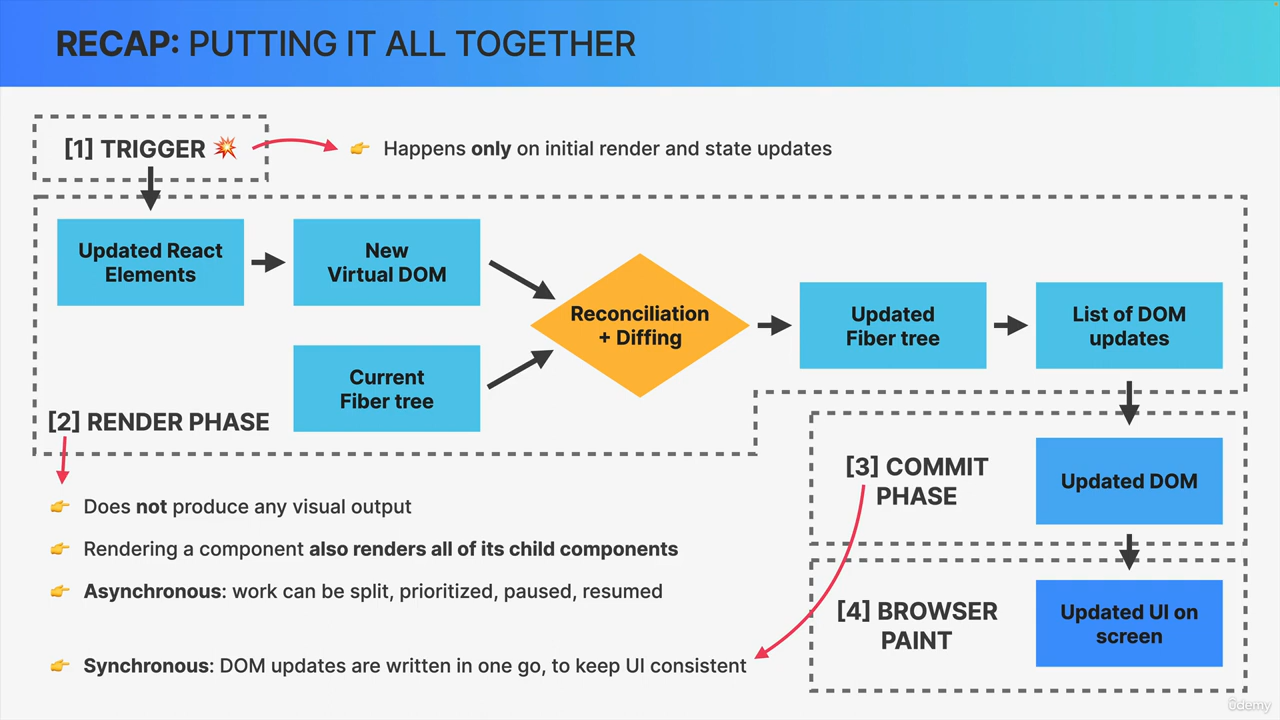 RECAP: PUTTING IT ALL TOGETHER
[1] TRIGGER 💥
👉 Happens only on initial render and state updates
Updated React
Elements
New
Virtual DOM
Current
Fiber tree
Reconciliation
+ Diffing
Updated
Fiber tree
List of DOM
updates
[2] RENDER PHASE
👉 Does not produce any visual output
👉 Rendering a component also renders all of its child components
👉 Asynchronous: work can be split, prioritized, paused, resumed
[3] COMMIT
PHASE
Updated DOM
👉 Synchronous: DOM updates are written in one go, to keep UI consistent
[4] BROWSER
PAINT
Updated UI on
screen
ûdemy